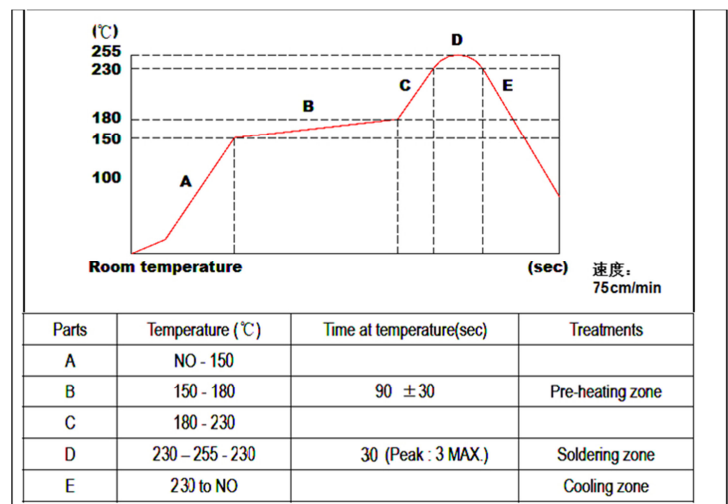 (℃)
255
230
180
150
100
A
B
C
D
E
Room temperature
(sec)
速度：
75cm/min
Parts Temperature (℃) Time at temperature(sec) Treatments
A NO - 150
B 150 - 180 90 ±30 Pre-heating zone
C 180 - 230
D 230 – 255 - 230 30 (Peak : 3 MAX.) Soldering zone
E 230 to NO Cooling zone